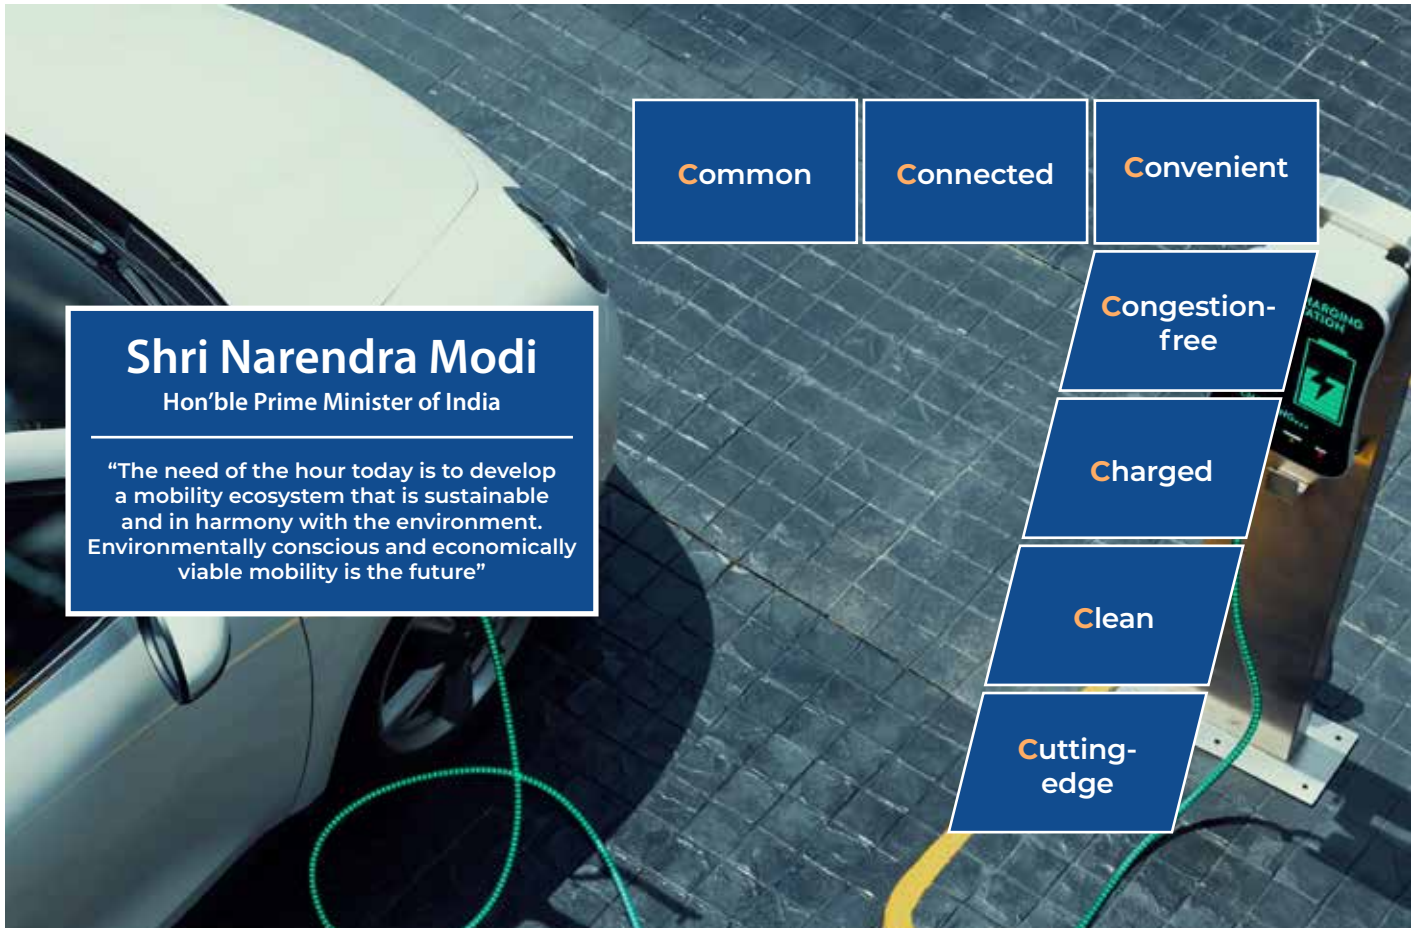 Common
Connected
Convenient
Congestion-
free
Charged
Clean
Cutting-
edge
Shri Narendra Modi
Hon’ble Prime Minister of India
“The need of the hour today is to develop
a mobility ecosystem that is sustainable
and in harmony with the environment.
Environmentally conscious and economically
viable mobility is the future”